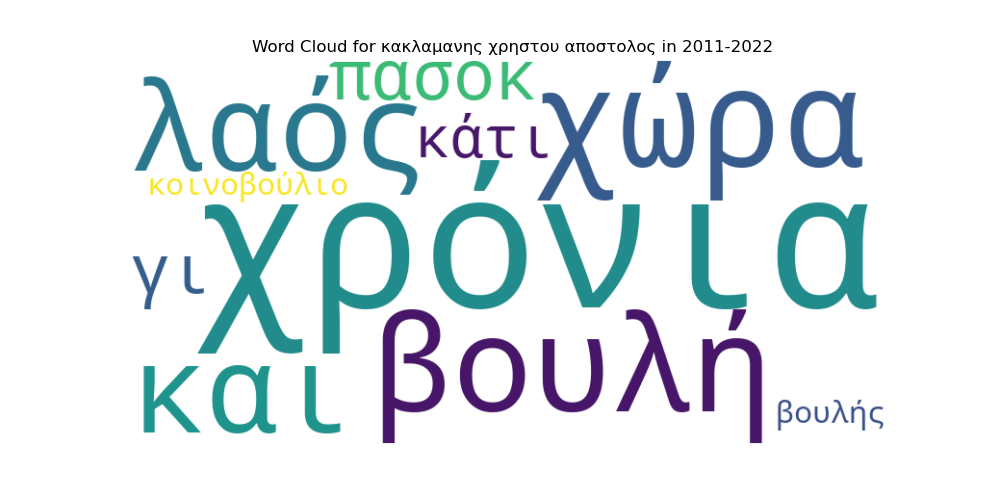 Word Cloud for κακλαμανης χρηστου αποστολος in 2011-2022
πασοκ
λαός
χώρα
κάτι
κοινοβούλιο
χρόνια
γι
βουλή
και
βουλής